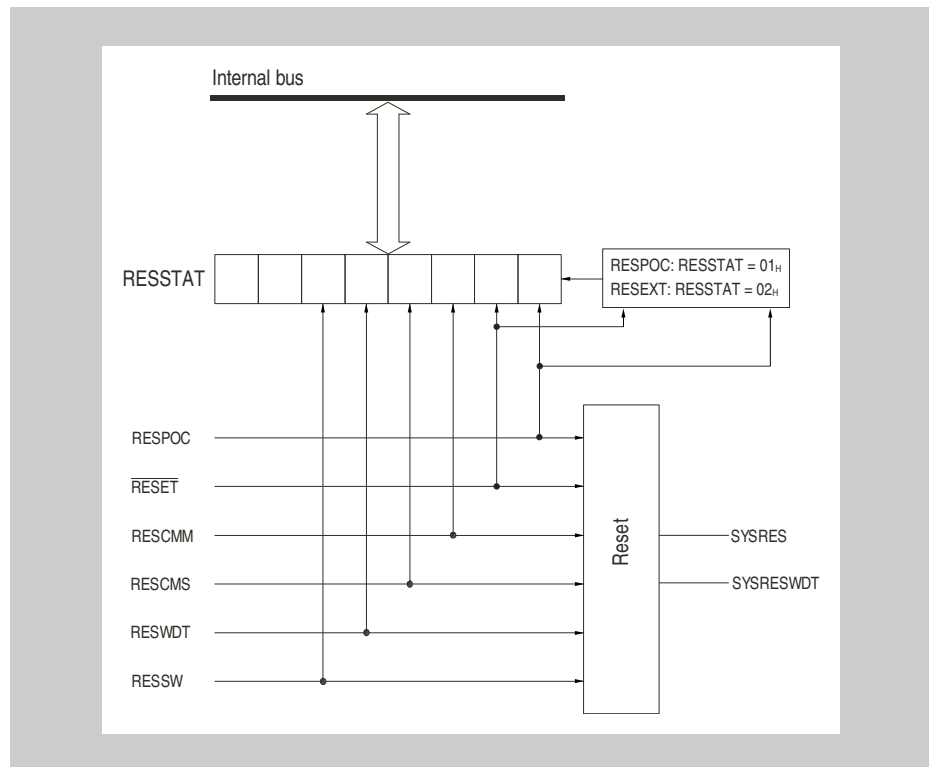 Internal bus
RESSTAT
RESPOC: RESSTAT = 01H
RESEXT: RESSTAT = 02H
RESPOC
RESET
RESCMM
RESCMS
RESWDT
RESSW
Reset
SYSRES
SYSRESWDT